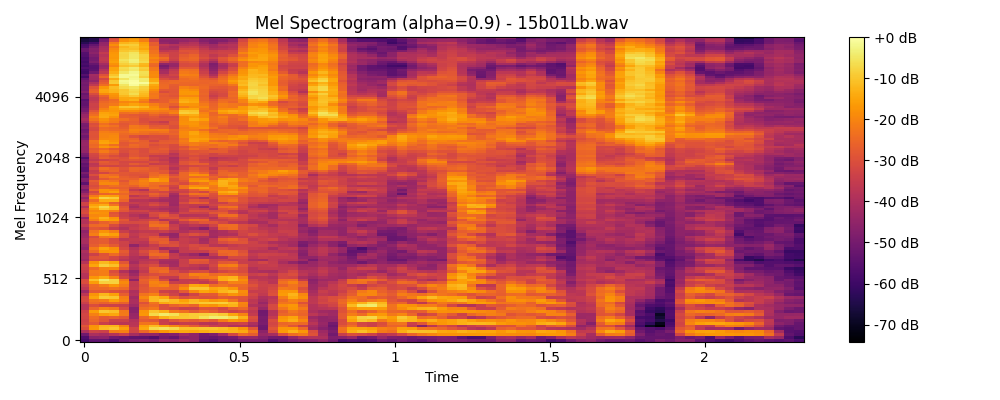 Mel Spectrogram (alpha=0.9) - 15b01Lb.wav
Mel Frequency
4096
2048
1024
512
0
0
0.5
1
1.5
2
Time
+0 dB
-10 dB
-20 dB
-30 dB
-40 dB
-50 dB
-60 dB
-70 dB